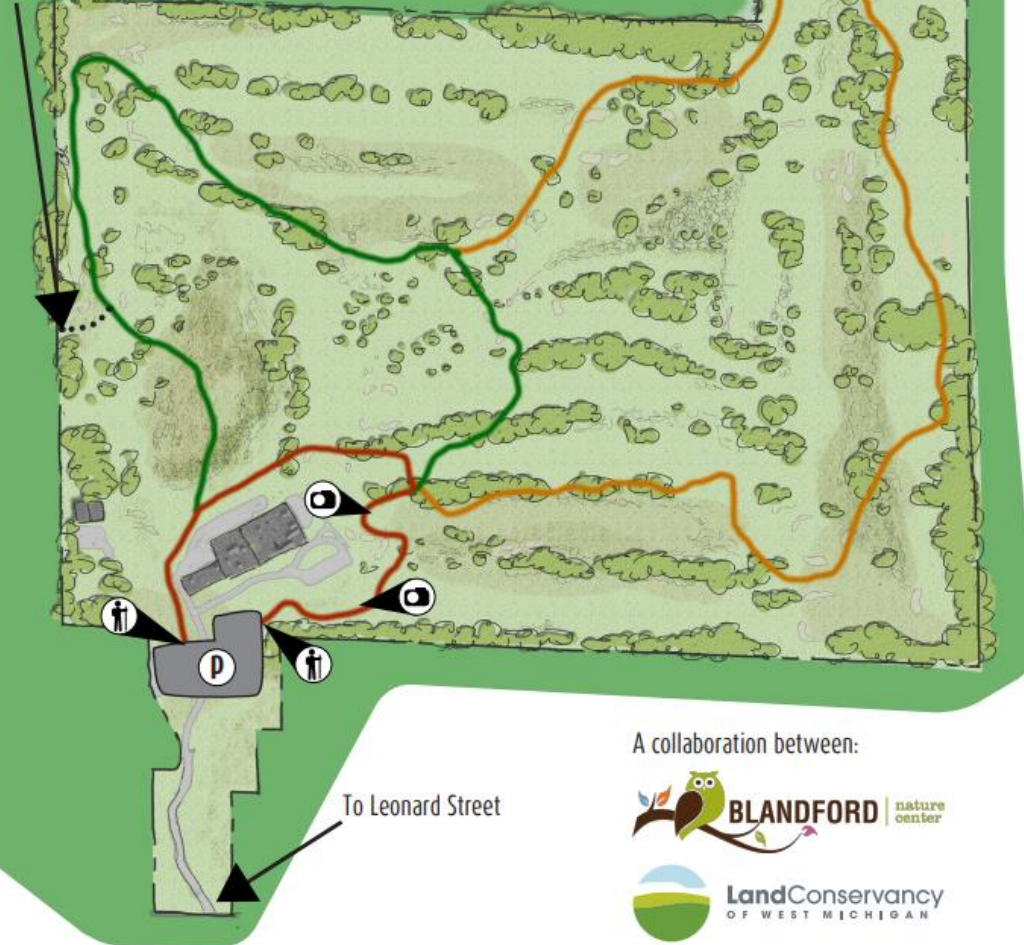 P
To Leonard Street
A collaboration between:
BLANDFORD
nature
center
LandConservancy
OF WEST MICHIGAN